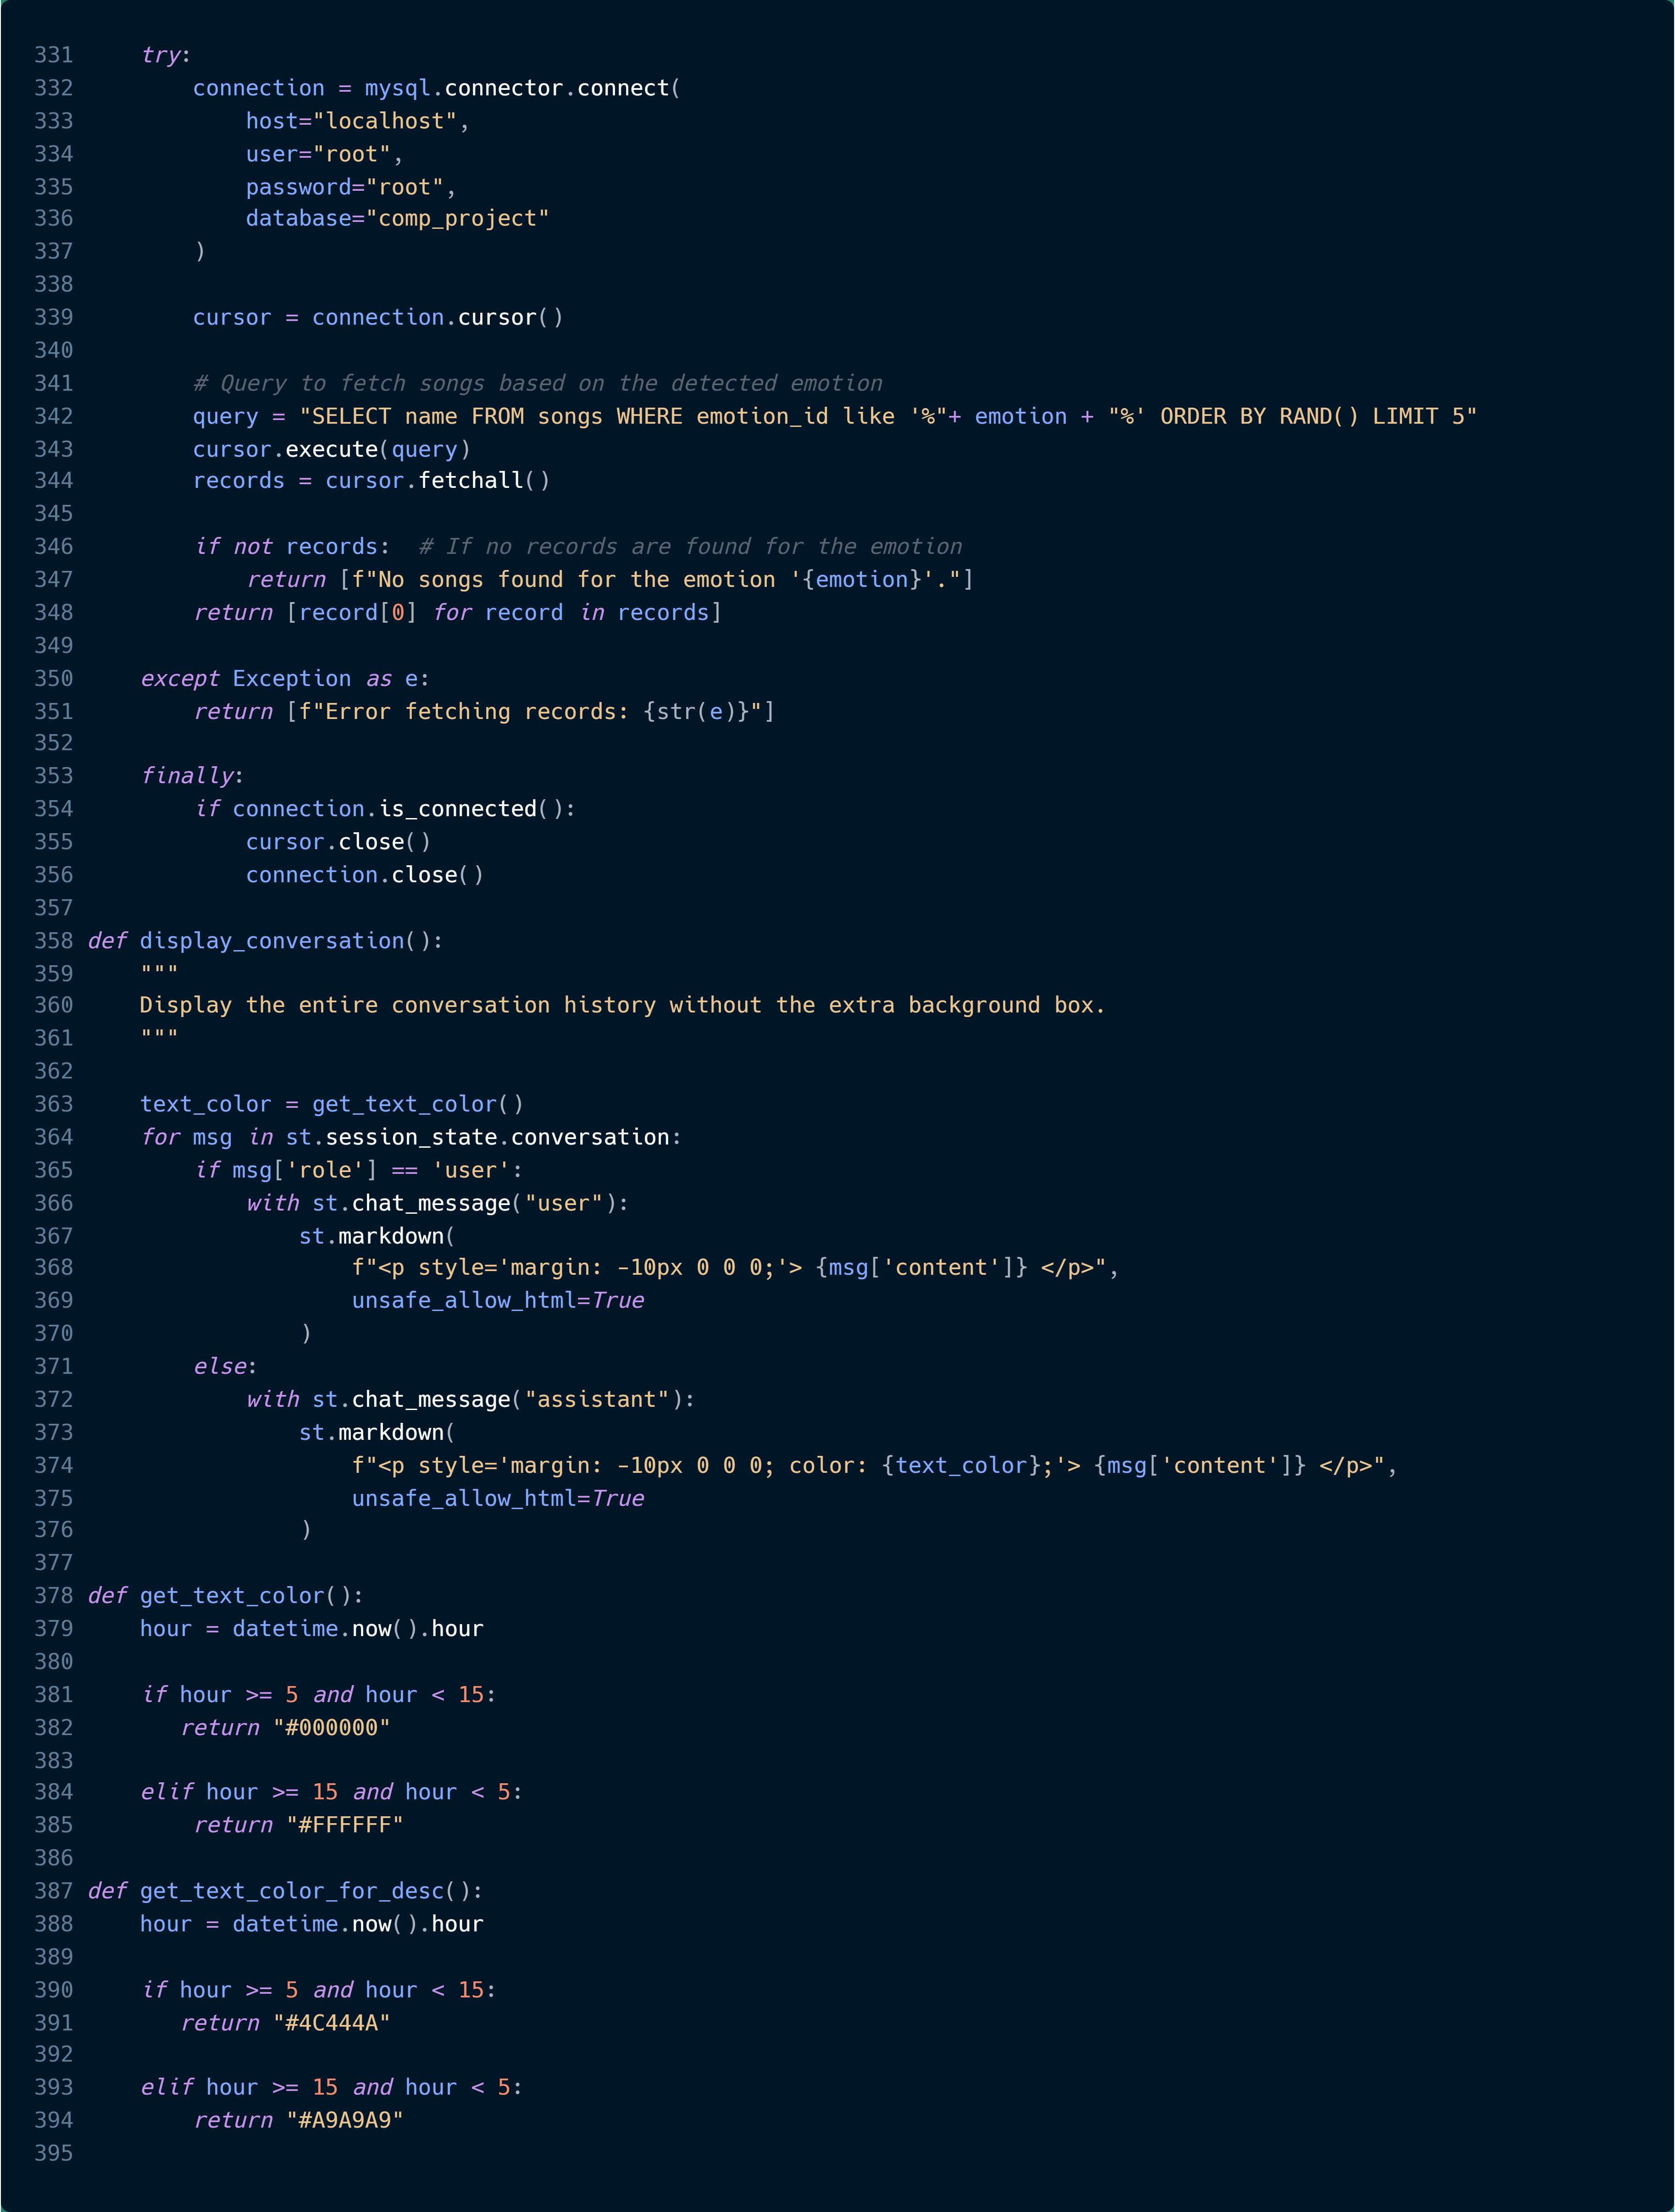 331     try:
332         connection = mysql.connector.connect(
333             host="localhost",
334             user="root",
335             password="root",
336             database="comp_project"
337         )
338
339         cursor = connection.cursor()
340
341         # Query to fetch songs based on the detected emotion
342         query = "SELECT name FROM songs WHERE emotion_id like '%"+ emotion + "%' ORDER BY RAND() LIMIT 5"
343         cursor.execute(query)
344         records = cursor.fetchall()
345
346         if not records:  # If no records are found for the emotion
347             return [f"No songs found for the emotion '{emotion}'."]
348         return [record[0] for record in records]
349
350     except Exception as e:
351         return [f"Error fetching records: {str(e)}"]
352
353     finally:
354         if connection.is_connected():
355             cursor.close()
356             connection.close()
357
358 def display_conversation():
359     """
360     Display the entire conversation history without the extra background box.
361     """
362
363     text_color = get_text_color()
364     for msg in st.session_state.conversation:
365         if msg['role'] == 'user':
366             with st.chat_message("user"):
367                 st.markdown(
368                     f"<p style='margin: -10px 0 0 0;'> {msg['content']} </p>",
369                     unsafe_allow_html=True
370                 )
371         else:
372             with st.chat_message("assistant"):
373                 st.markdown(
374                     f"<p style='margin: -10px 0 0 0; color: {text_color};'> {msg['content']} </p>",
375                     unsafe_allow_html=True
376                 )
377
378 def get_text_color():
379     hour = datetime.now().hour
380
381     if hour >= 5 and hour < 15:
382        return "#000000"
383
384     elif hour >= 15 and hour < 5:
385         return "#FFFFFF"
386
387 def get_text_color_for_desc():
388     hour = datetime.now().hour
389
390     if hour >= 5 and hour < 15:
391        return "#4C444A"
392
393     elif hour >= 15 and hour < 5:
394         return "#A9A9A9"
395